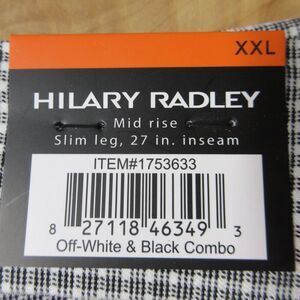 XXL
HILARY RADLEY
Mid rise
Slim leg, 27 in. inseam
ITEM#1753633
8 27118 46349 3
Off-White & Black Combo